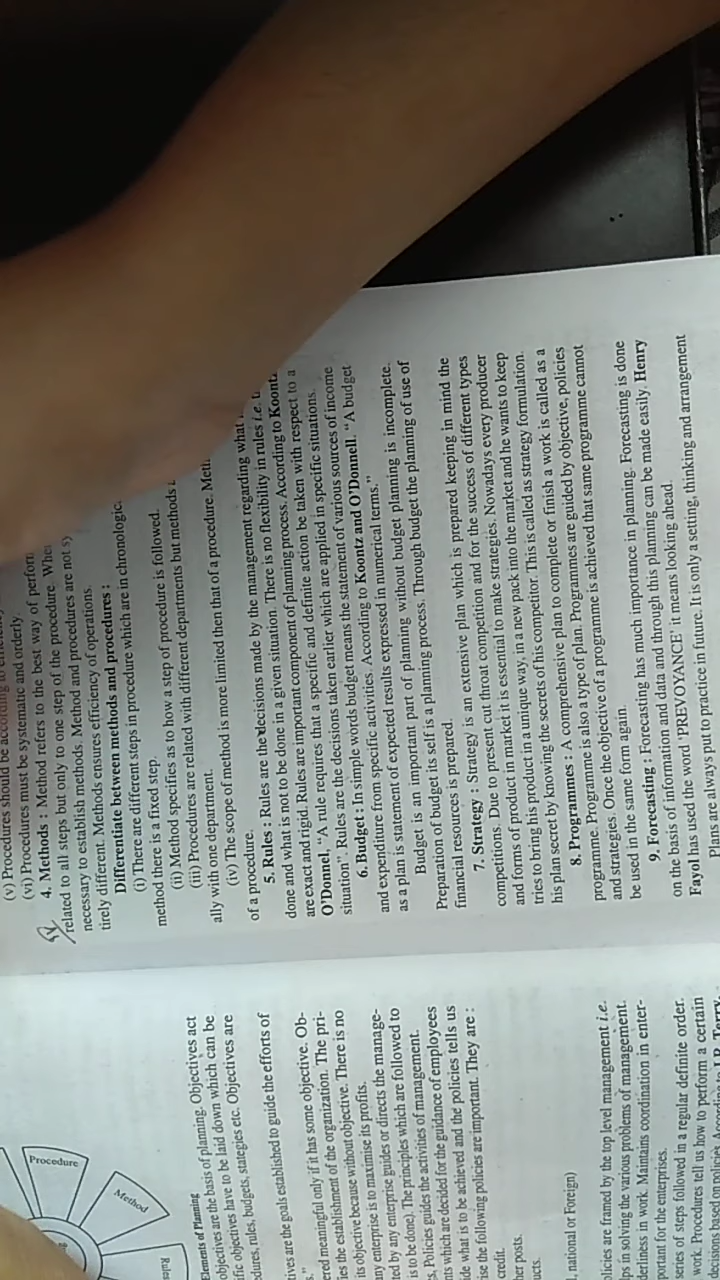 Procedure
Method
Rules
Elements of Planning
objectives are the basis of planning. Objectives act
fic objectives have to be laid down which can be
dures, rules, budgets, stategies etc. Objectives are
tives are the goals established to guide the efforts of
ered meaningful only if it has some objective. Ob-
les the establishment of the organization. The pri-
its objective because without objective. There is no
ny enterprise is to maximise its profits.
ted by any enterprise guides or directs the manage-
is to be done). The principles which are followed to
s, Policies guides the activities of management.
nts which are decided for the guidance of employees
de what is to be achieved and the policies tells us
ise the following policies are important. They are :
credit.
her posts.
cts.
, national or Foreign)
olicies are framed by the top level management i.e.
s in solving the various problems of management.
erliness in work. Maintains coordination in enter-
portant for the enterprises.
eries of steps followed in a regular definite order.
work. Procedures tell us how to perform a certain
decisions based on policies. According to J.R. Terry,
(v) Procedures should be according to
(vi) Procedures must be systematic and orderly.
4. Methods : Method refers to the best way of perform
related to all steps but only to one step of the procedure. Whe
necessary to establish methods. Method and procedures are not sy
tirely different. Methods ensures efficiency of operations.
Differentiate between methods and procedures :
(i) There are different steps in procedure which are in chronologic
method there is a fixed step.
(ii) Method specifies as to how a step of procedure is followed.
(iii) Procedures are related with different departments but methods
ally with one department.
(iv) The scope of method is more limited then that of a procedure. Meth
of a procedure.
5. Rules : Rules are the decisions made by the management regarding what
done and what is not to be done in a given situation. There is no flexibility in rules i.e.
are exact and rigid. Rules are important component of planning process. According to Koontz
O'Donnel, "A rule requires that a specific and definite action be taken with respect to a
situation" Rules are the decisions taken earlier which are applied in specific situations.
6. Budget : In simple words budget means the statement of various sources of income
and expenditure from specific activities. According to Koontz and O'Donnell. "A budget
as a plan is statement of expected results expressed in numerical terms."
Budget is an important part of planning without budget planning is incomplete.
Preparation of budget its self is a planning process. Through budget the planning of use of
financial resources is prepared.
7. Strategy : Strategy is an extensive plan which is prepared keeping in mind the
competitions. Due to present cut throat competition and for the success of different types
and forms of product in market it is essential to make strategies. Nowadays every producer
tries to bring his product in a unique way, in a new pack into the market and he wants to keep
his plan secret by knowing the secrets of his competitor. This is called as strategy formulation.
8. Programmes : A comprehensive plan to complete or finish a work is called as a
programme. Programme is also a type of plan. Programmes are guided by objective, policies
and strategies. Once the objective of a programme is achieved that same programme cannot
be used in the same form again.
9. Forecasting : Forecasting has much importance in planning. Forecasting is done
on the basis of information and data and through this planning can be made easily. Henry
Fayol has used the word 'PREVOYANCE' it means looking ahead.
Plans are always put to practice in future. It is only a setting, thinking and arrangement